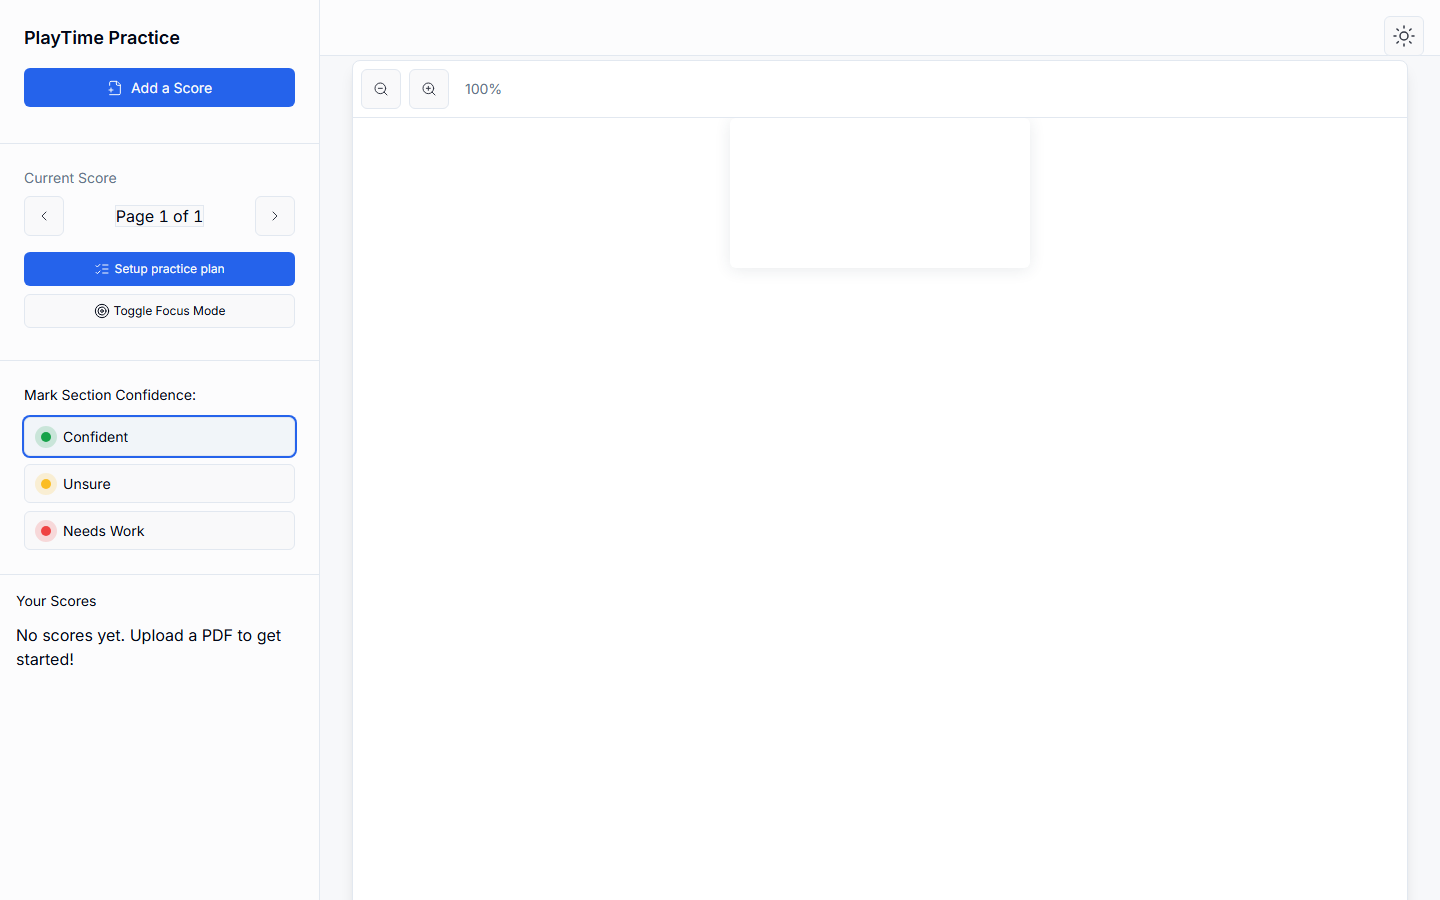 PlayTime Practice
Add a Score
Current Score
Page 1 of 1
Setup practice plan
Toggle Focus Mode
Mark Section Confidence:
Confident
Unsure
Needs Work
Your Scores
No scores yet. Upload a PDF to get
started!
100%